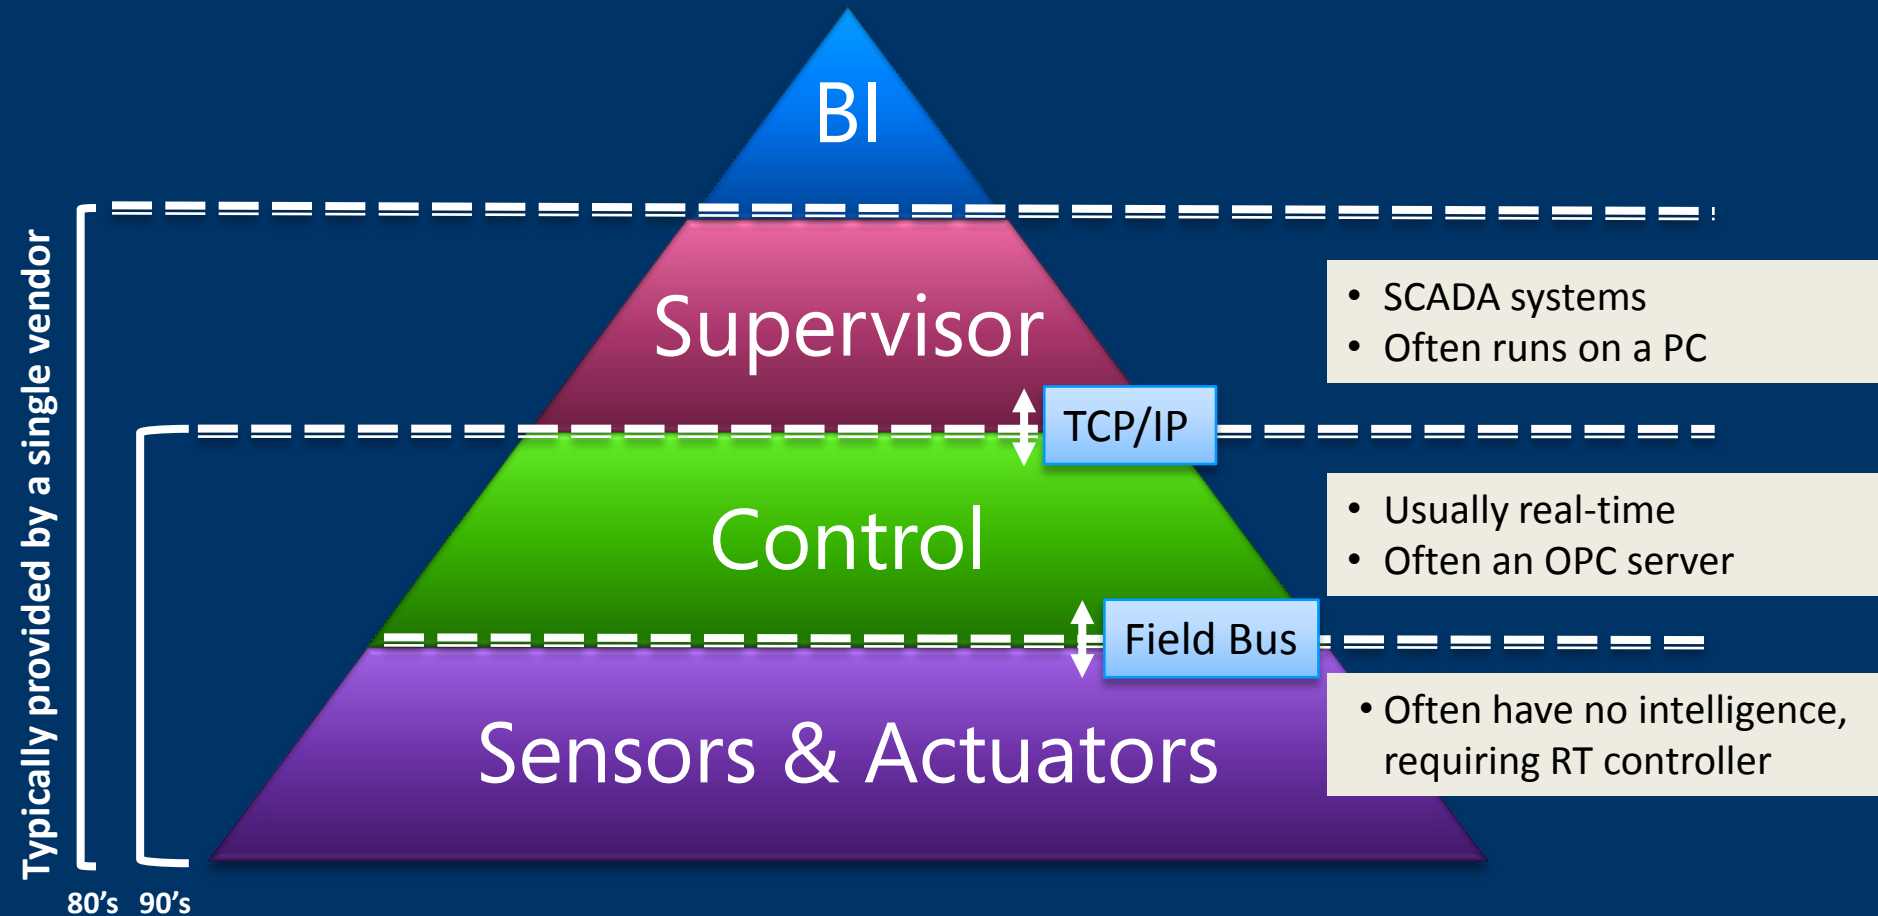 BI
Supervisor
• SCADA systems
• Often runs on a PC
TCP/IP
Control
• Usually real-time
• Often an OPC server
Field Bus
Sensors & Actuators
• Often have no intelligence,
requiring RT controller
Typically provided by a single vendor
80’s 90’s